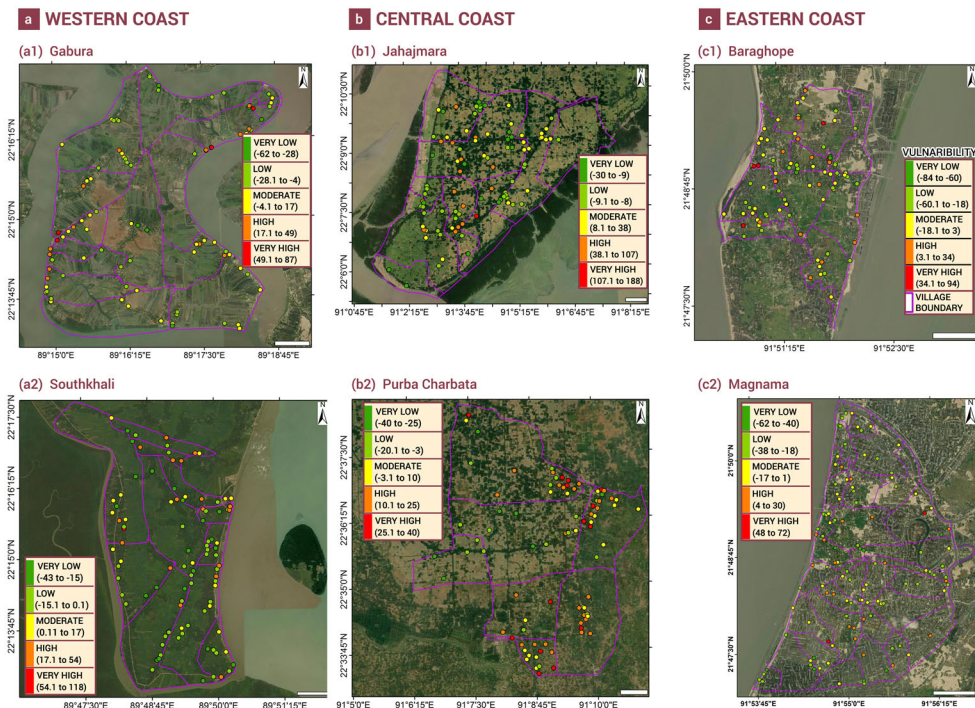 a WESTERN COAST
(a1) Gabura
N
22°16'15"N
22°15'0"N
22°13'45"N
VERY LOW
(-62 to -28)
LOW
(-28.1 to -4)
MODERATE
(-4.1 to 17)
HIGH
(17.1 to 49)
VERY HIGH
(49.1 to 87)
89°15'0"E 89°16'15"E 89°17'30"E 89°18'45"E
(a2) Southkhali
N
22°17'30"N
22°16'15"N
22°15'0"N
22°13'45"N
VERY LOW
(-43 to -15)
LOW
(-15.1 to 0.1)
MODERATE
(0.11 to 17)
HIGH
(17.1 to 54)
VERY HIGH
(54.1 to 118)
89°47'30"E 89°48'45"E 89°50'0"E 89°51'15"E
b CENTRAL COAST
(b1) Jahajmara
N
22°10'30"N
22°9'0"N
22°7'30"N
22°6'0"N
VERY LOW
(-30 to -9)
LOW
(-9.1 to -8)
MODERATE
(8.1 to 38)
HIGH
(38.1 to 107)
VERY HIGH
(107.1 to 188)
91°0'45"E 91°2'15"E 91°3'45"E 91°5'15"E 91°6'45"E 91°8'15"E
(b2) Purba Charbata
N
22°37'30"N
22°36'15"N
22°35'0"N
22°33'45"N
VERY LOW
(-40 to -25)
LOW
(-20.1 to -3)
MODERATE
(-3.1 to 10)
HIGH
(10.1 to 25)
VERY HIGH
(25.1 to 40)
91°5'0"E 91°6'15"E 91°7'30"E 91°8'45"E 91°10'0"E
c EASTERN COAST
(c1) Baraghope
N
21°50'0"N
21°48'45"N
21°47'30"N
VULNARIBILITY
VERY LOW
(-84 to -60)
LOW
(-60.1 to -18)
MODERATE
(-18.1 to 3)
HIGH
(3.1 to 34)
VERY HIGH
(34.1 to 94)
VILLAGE
BOUNDARY
91°51'15"E 91°52'30"E
(c2) Magnama
N
21°50'0"N
21°48'45"N
21°47'30"N
VERY LOW
(-62 to -40)
LOW
(-38 to -18)
MODERATE
(-17 to 1)
HIGH
(4 to 30)
VERY HIGH
(48 to 72)
91°53'45"E 91°55'0"E 91°56'15"E